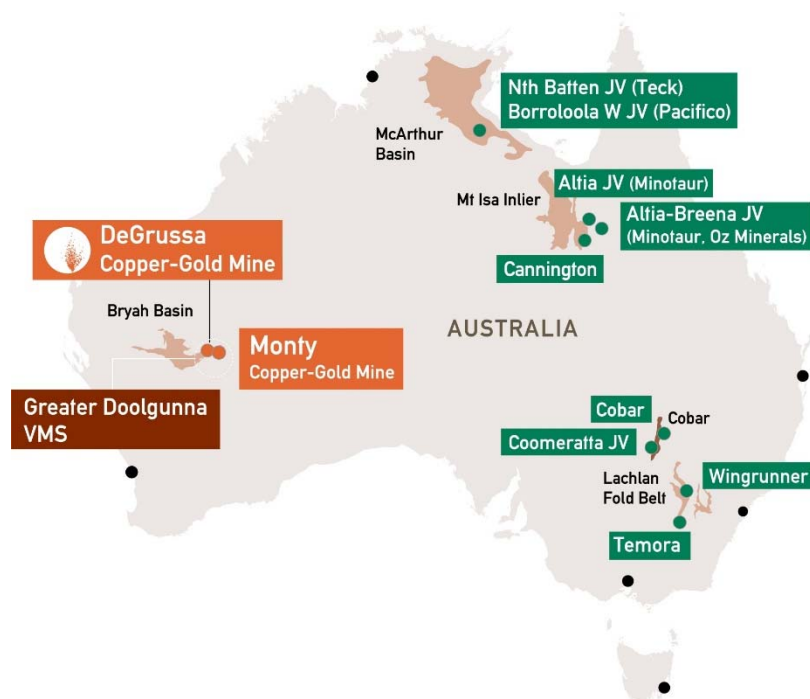 Nth Batten JV (Teck)
Borroloola W JV (Pacifico)
McArthur
Basin
Altia JV (Minotaur)
Mt Isa Inlier
Altia-Breena JV
(Minotaur, Oz Minerals)
Cannington
DeGrussa
Copper-Gold Mine
Bryah Basin
AUSTRALIA
Monty
Copper-Gold Mine
Greater Doolgunna
VMS
Cobar
Cobar
Coomeratta JV
Lachlan
Fold Belt
Wingrunner
Temora